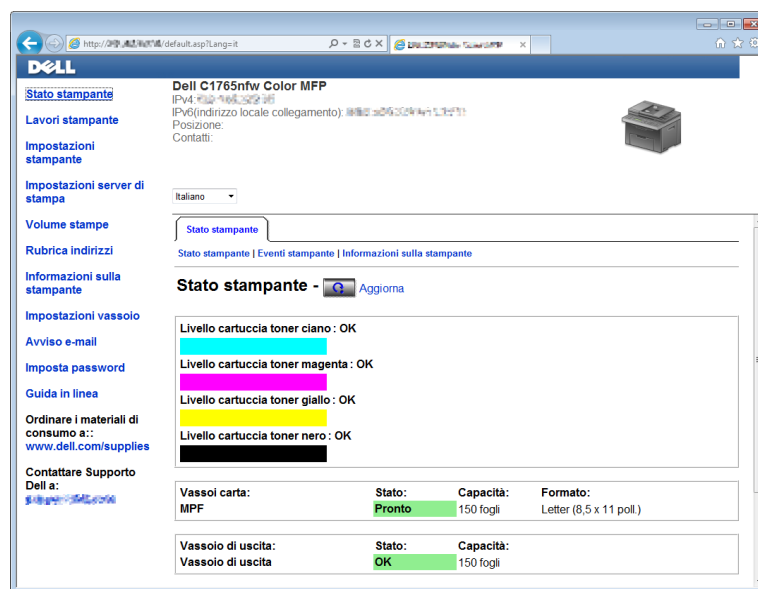 http://
/default.asp?Lang=it
DELL
Stato stampante
Lavori stampante
Impostazioni
stampante
Impostazioni server di
stampa
Volume stampe
Rubrica indirizzi
Informazioni sulla
stampante
Impostazioni vassoio
Avviso e-mail
Imposta password
Guida in linea
Ordinare i materiali di
consumo a::
www.dell.com/supplies
Contattare Supporto
Dell a:
Dell C1765nfw Color MFP
IPv4:
IPv6(indirizzo locale collegamento):
Posizione:
Contatti:
Italiano
Stato stampante
Stato stampante | Eventi stampante | Informazioni sulla stampante
Stato stampante - Aggiorna
Livello cartuccia toner ciano : OK
Livello cartuccia toner magenta : OK
Livello cartuccia toner giallo : OK
Livello cartuccia toner nero : OK
Vassoi carta: Stato: Capacità: Formato:
MPF Pronto 150 fogli Letter (8,5 x 11 poll.)
Vassoio di uscita: Stato: Capacità:
Vassoio di uscita OK 150 fogli